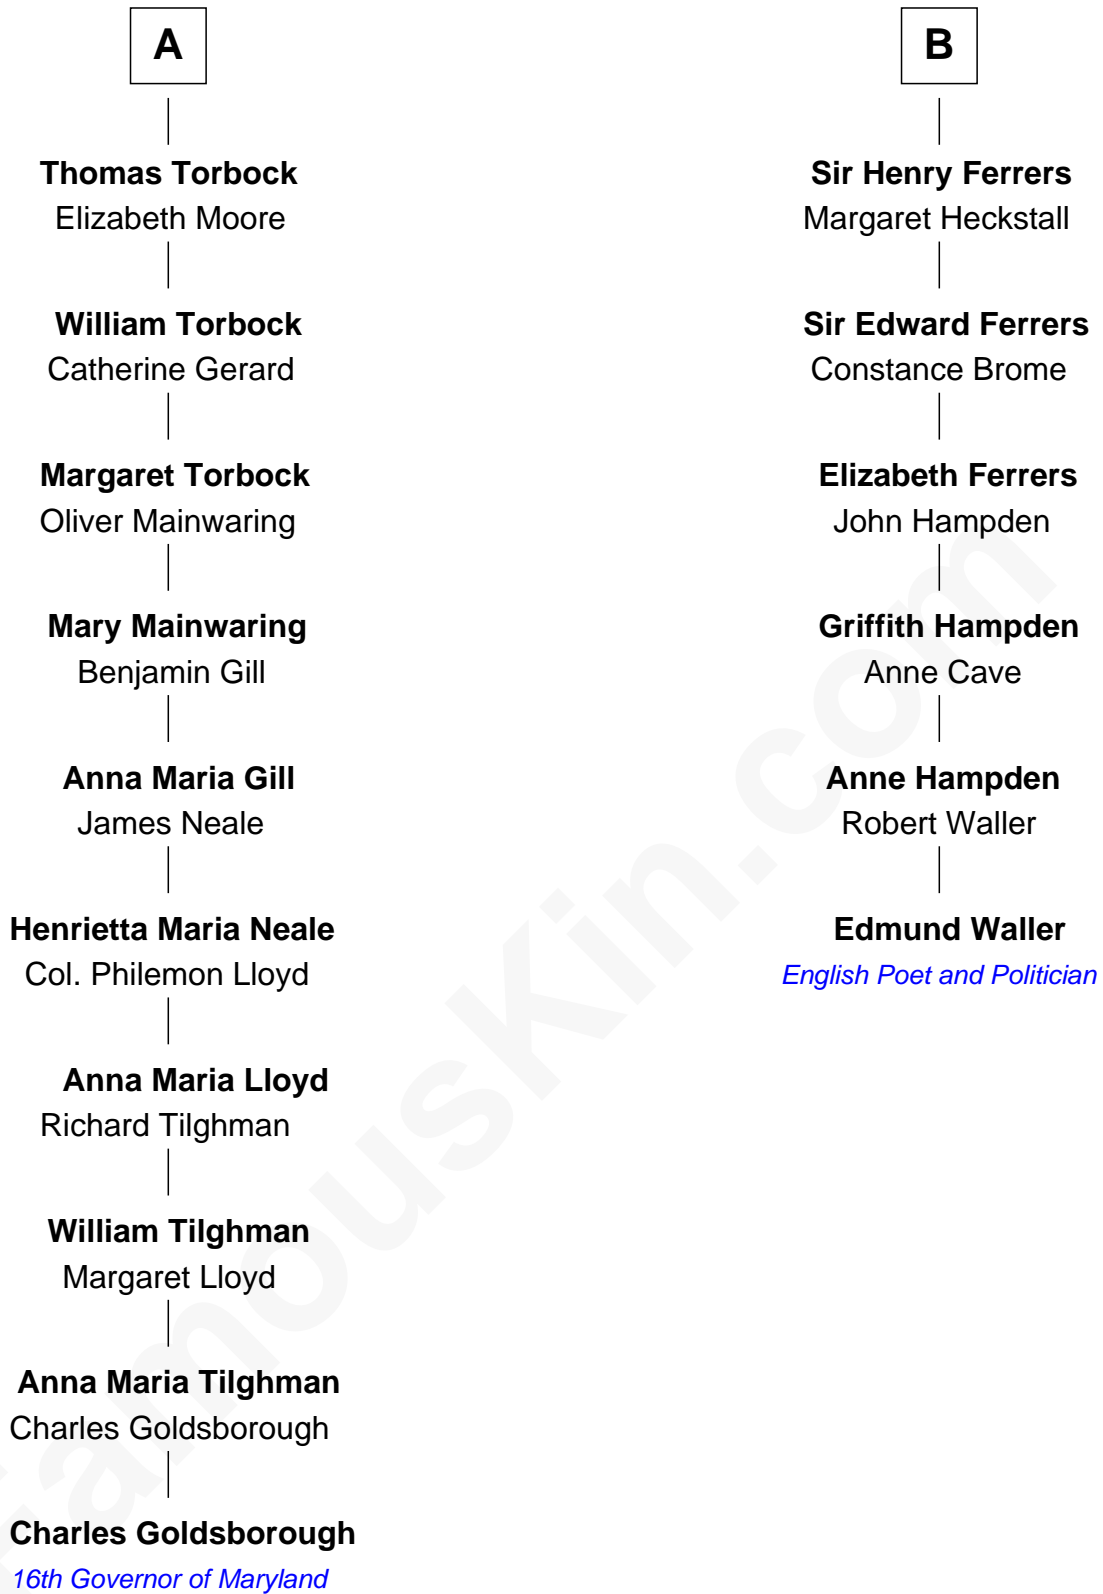 A
Thomas Torbock
Elizabeth Moore
William Torbock
Catherine Gerard
Margaret Torbock
Oliver Mainwaring
Mary Mainwaring
Benjamin Gill
Anna Maria Gill
James Neale
Henrietta Maria Neale
Col. Philemon Lloyd
Anna Maria Lloyd
Richard Tilghman
William Tilghman
Margaret Lloyd
Anna Maria Tilghman
Charles Goldsborough
Charles Goldsborough
16th Governor of Maryland
B
Sir Henry Ferrers
Margaret Heckstall
Sir Edward Ferrers
Constance Brome
Elizabeth Ferrers
John Hampden
Griffith Hampden
Anne Cave
Anne Hampden
Robert Waller
Edmund Waller
English Poet and Politician
FamousKin.com